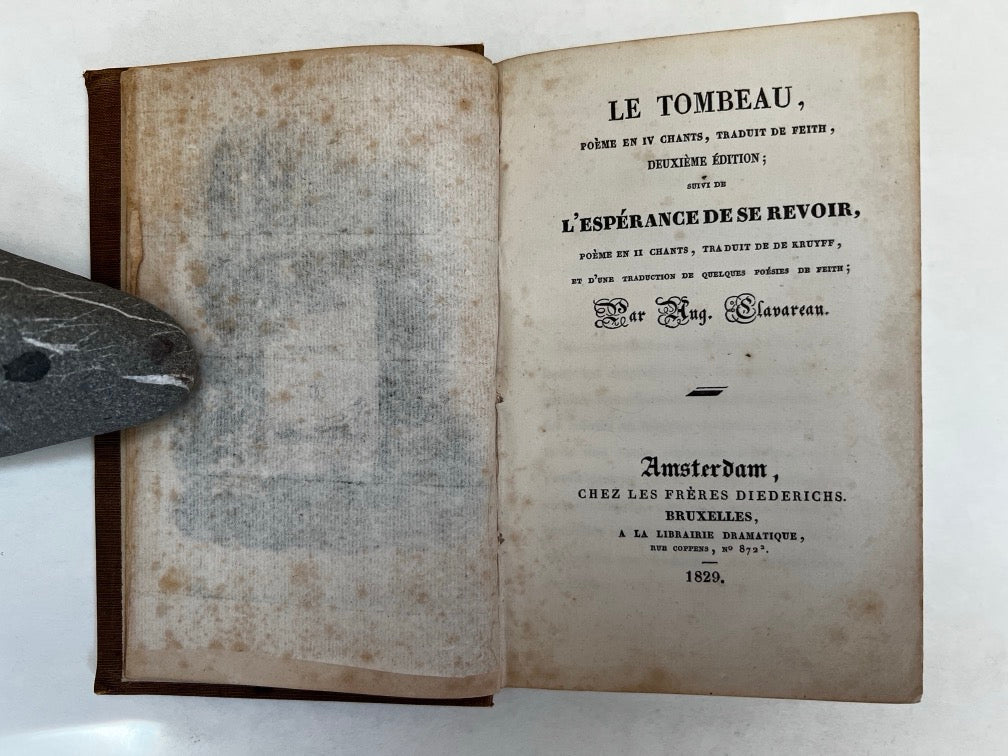 LE TOMBEAU,
POÈME EN IV CHANTS, TRADUIT DE FEITH,
DEUXIÈME ÉDITION;
SUIVI DE
L'ESPÉRANCE DE SE REVOIR,
POÈME EN II CHANTS, TRADUIT DE DE KRUYFF,
ET D'UNE TRADUCTION DE QUELQUES POÉSIES DE FEITH;
Par Aug. Clavareau.
Amsterdam,
CHEZ LES FRÈRES DIEDERICHS.
BRUXELLES,
A LA LIBRAIRIE DRAMATIQUE,
RUE COPPENS, Nº 872².
1829.